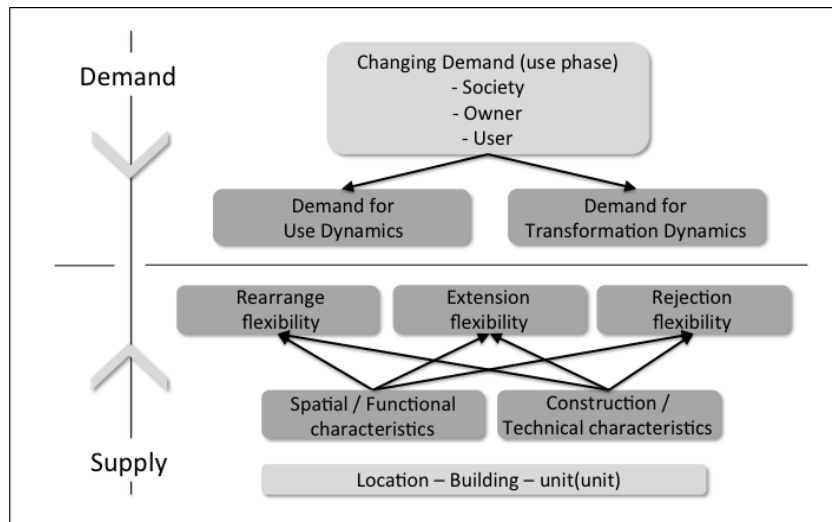 Demand
Changing Demand (use phase)
- Society
- Owner
- User
Demand for
Use Dynamics
Demand for
Transformation Dynamics
Rearrange
flexibility
Extension
flexibility
Rejection
flexibility
Spatial / Functional
characteristics
Construction /
Technical characteristics
Supply
Location – Building – unit(unit)